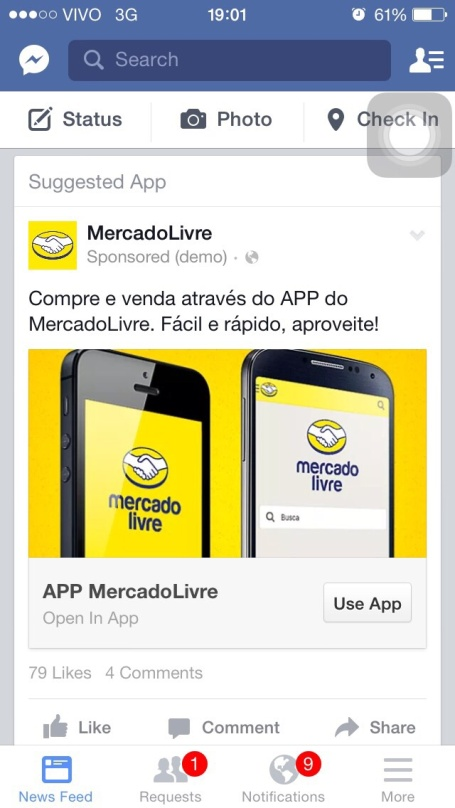 VIVO 3G 19:01 61%
Search
Status Photo Check In
Suggested App
MercadoLivre
Sponsored (demo) ·
Compre e venda através do APP do
MercadoLivre. Fácil e rápido, aproveite!
mercado
livre
mercado
livre
Busca
APP MercadoLivre
Open In App
Use App
79 Likes 4 Comments
Like Comment Share
1 9
News Feed Requests Notifications More